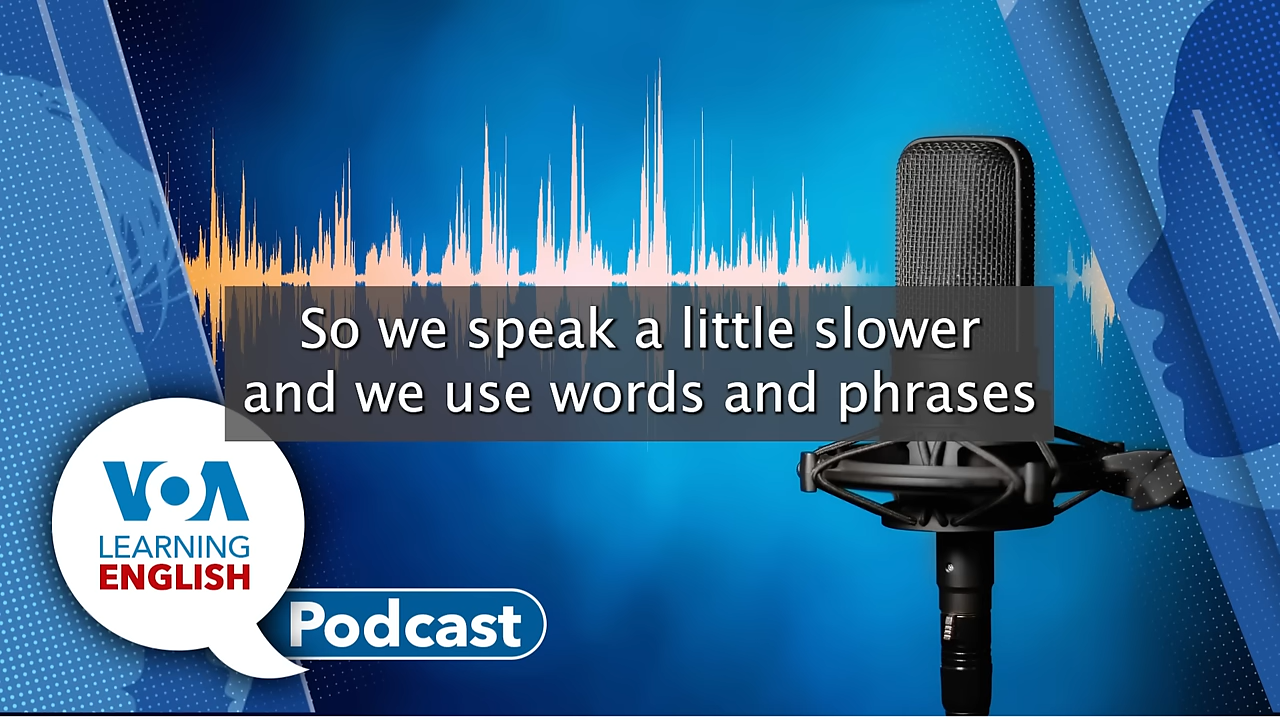 So we speak a little slower
and we use words and phrases
VOA
LEARNING
ENGLISH
Podcast